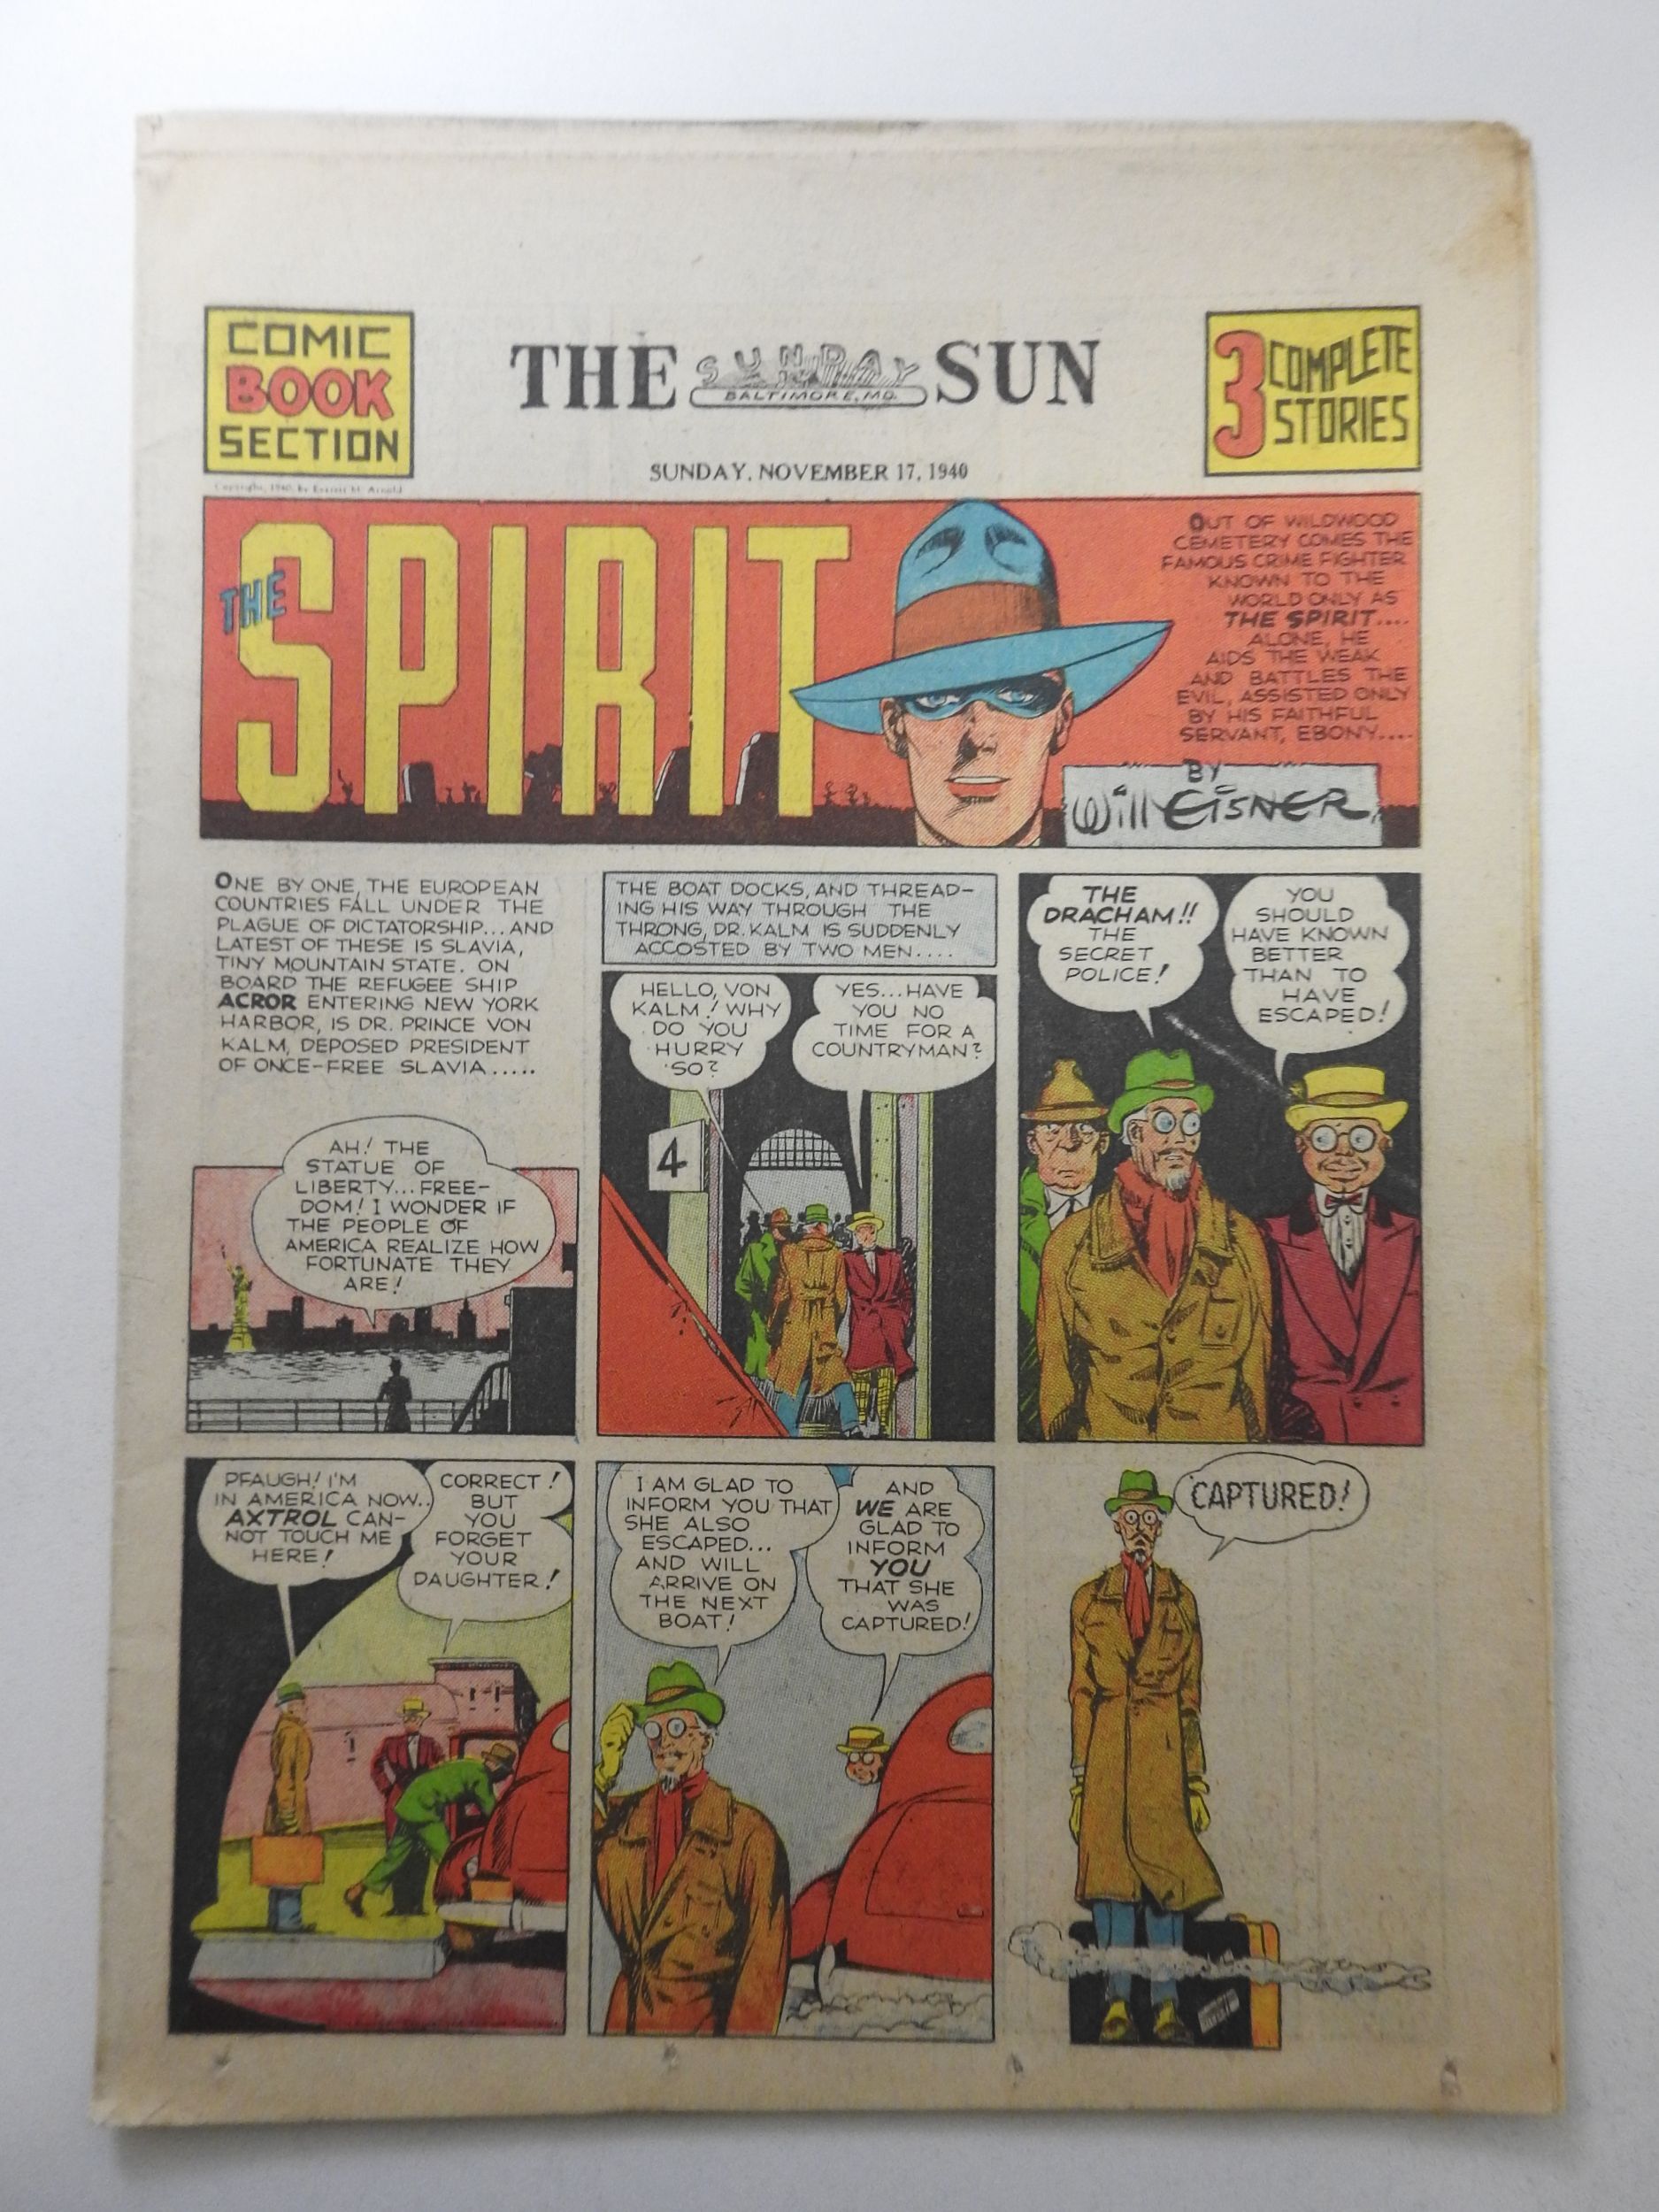 COMIC
BOOK
SECTION
THE SUNDAY SUN
BALTIMORE, MD.
3 COMPLETE
STORIES
SUNDAY, NOVEMBER 17, 1940
Copyright, 1940, by Everett M. Arnold
THE SPIRIT
OUT OF WILDWOOD
CEMETERY COMES THE
FAMOUS CRIME FIGHTER
KNOWN TO THE
WORLD ONLY AS
THE SPIRIT....
ALONE, HE
AIDS THE WEAK
AND BATTLES THE
EVIL, ASSISTED ONLY
BY HIS FAITHFUL
SERVANT, EBONY....
BY
Will Eisner
ONE BY ONE, THE EUROPEAN
COUNTRIES FALL UNDER THE
PLAGUE OF DICTATORSHIP...AND
LATEST OF THESE IS SLAVIA,
TINY MOUNTAIN STATE. ON
BOARD THE REFUGEE SHIP
ACROR ENTERING NEW YORK
HARBOR, IS DR. PRINCE VON
KALM, DEPOSED PRESIDENT
OF ONCE-FREE SLAVIA.....
AH! THE
STATUE OF
LIBERTY...FREE-
DOM! I WONDER IF
THE PEOPLE OF
AMERICA REALIZE HOW
FORTUNATE THEY
ARE!
THE BOAT DOCKS, AND THREAD-
ING HIS WAY THROUGH THE
THRONG, DR. KALM IS SUDDENLY
ACCOSTED BY TWO MEN....
HELLO, VON
KALM! WHY
DO YOU
HURRY
SO?
YES...HAVE
YOU NO
TIME FOR A
COUNTRYMAN?
4
THE
DRACHAM!!
THE
SECRET
POLICE!
YOU
SHOULD
HAVE KNOWN
BETTER
THAN TO
HAVE
ESCAPED!
PFAUGH! I'M
IN AMERICA NOW..
AXTROL CAN-
NOT TOUCH ME
HERE!
CORRECT!
BUT
YOU
FORGET
YOUR
DAUGHTER!
I AM GLAD TO
INFORM YOU THAT
SHE ALSO
ESCAPED...
AND WILL
ARRIVE ON
THE NEXT
BOAT!
AND
WE ARE
GLAD TO
INFORM
YOU
THAT SHE
WAS
CAPTURED!
CAPTURED!